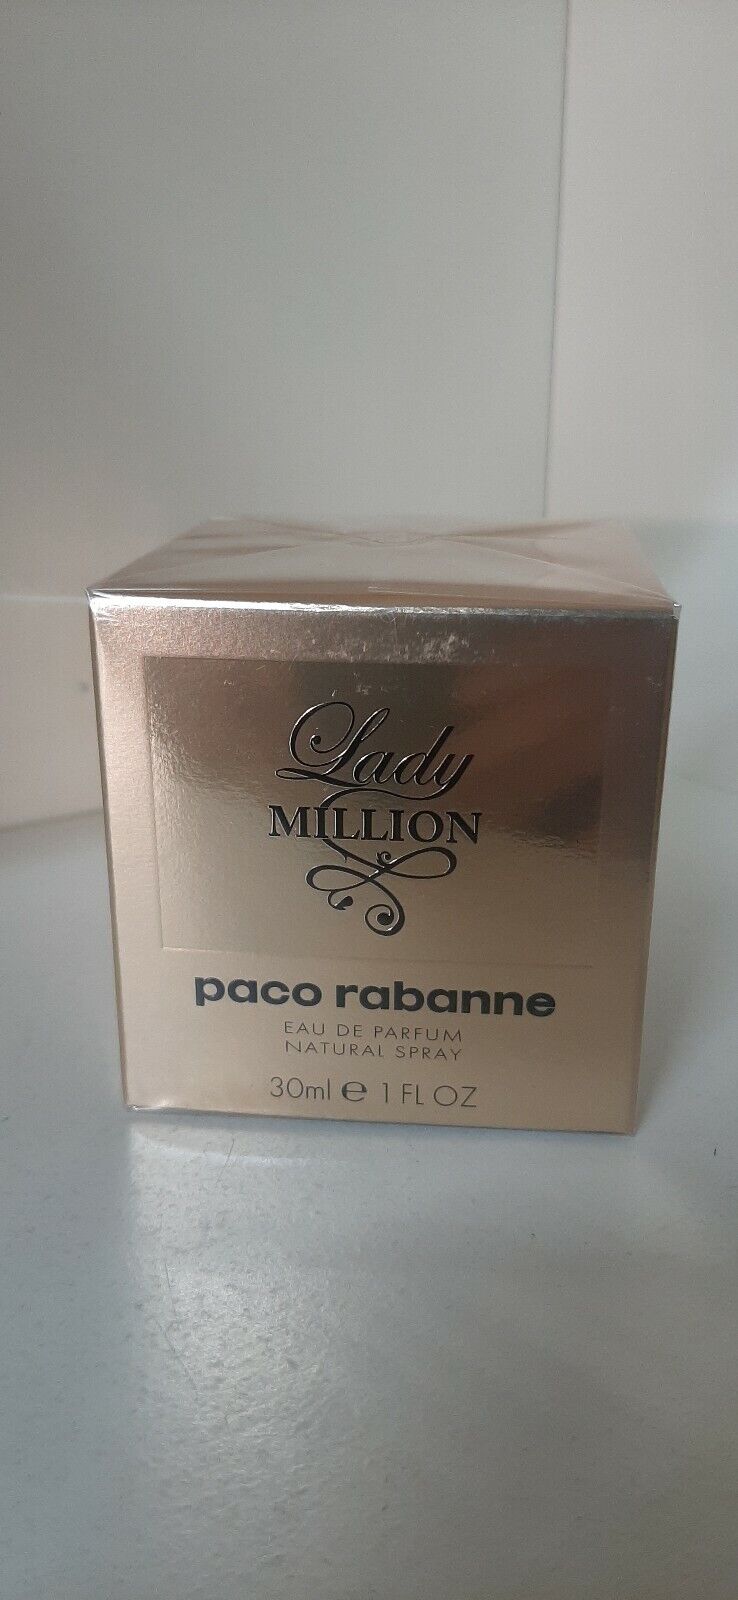 Lady
MILLION
paco rabanne
EAU DE PARFUM
NATURAL SPRAY
30ml ℮ 1 FL OZ